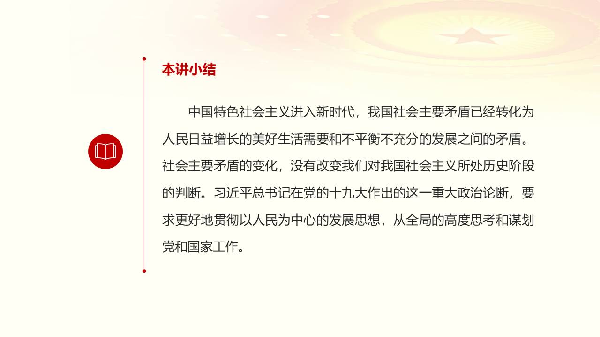 本讲小结
中国特色社会主义进入新时代，我国社会主要矛盾已经转化为
人民日益增长的美好生活需要和不平衡不充分的发展之间的矛盾。
社会主要矛盾的变化，没有改变我们对我国社会主义所处历史阶段
的判断。习近平总书记在党的十九大作出的这一重大政治论断，要
求更好地贯彻以人民为中心的发展思想，从全局的高度思考和谋划
党和国家工作。